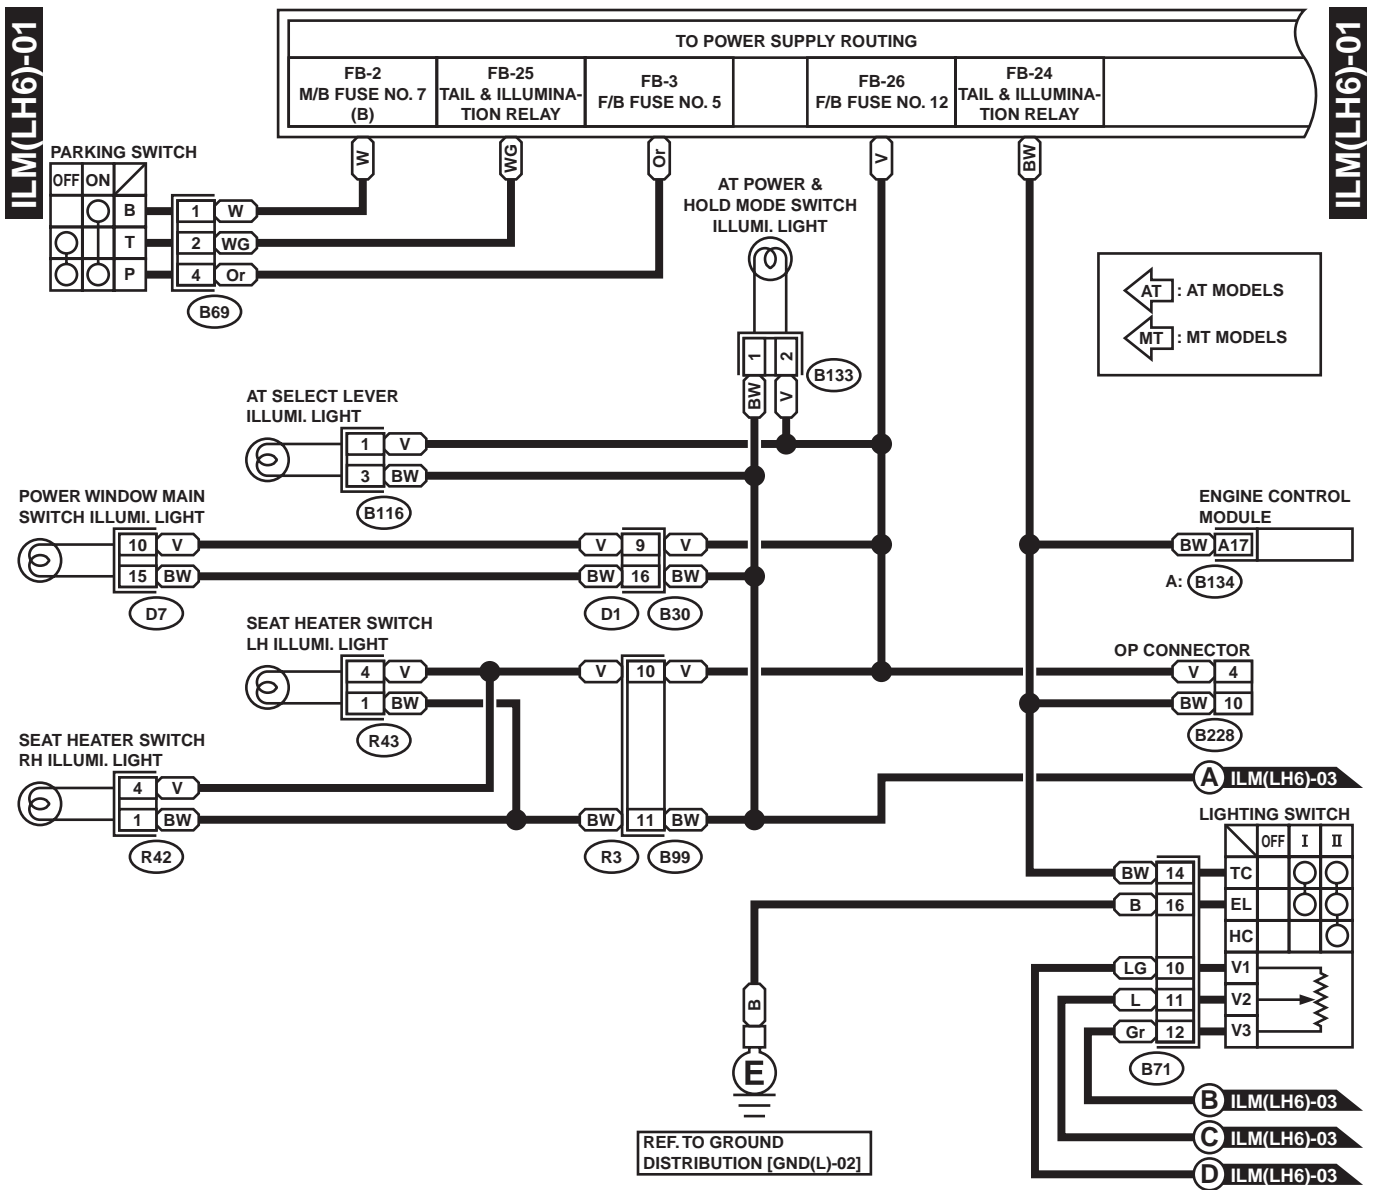 ILM(LH6)-01
ILM(LH6)-01
TO POWER SUPPLY ROUTING
FB-2
M/B FUSE NO. 7
(B)
FB-25
TAIL & ILLUMINA-
TION RELAY
FB-3
F/B FUSE NO. 5
FB-26
F/B FUSE NO. 12
FB-24
TAIL & ILLUMINA-
TION RELAY
W
WG
Or
V
BW
PARKING SWITCH
OFF ON
B 1 W
T 2 WG
P 4 Or
B69
AT POWER &
HOLD MODE SWITCH
ILLUMI. LIGHT
1 2
BW V
B133
AT : AT MODELS
MT : MT MODELS
AT SELECT LEVER
ILLUMI. LIGHT
1 V
3 BW
B116
POWER WINDOW MAIN
SWITCH ILLUMI. LIGHT
10 V
15 BW
D7
V 9 V
BW 16 BW
D1 B30
ENGINE CONTROL
MODULE
BW A17
A: B134
SEAT HEATER SWITCH
LH ILLUMI. LIGHT
4 V
1 BW
R43
V 10 V
OP CONNECTOR
V 4
BW 10
B228
SEAT HEATER SWITCH
RH ILLUMI. LIGHT
4 V
1 BW
R42
BW 11 BW
R3 B99
A ILM(LH6)-03
LIGHTING SWITCH
OFF I II
BW 14 TC
B 16 EL
HC
LG 10 V1
L 11 V2
Gr 12 V3
B71
B
E
REF. TO GROUND
DISTRIBUTION [GND(L)-02]
B ILM(LH6)-03
C ILM(LH6)-03
D ILM(LH6)-03